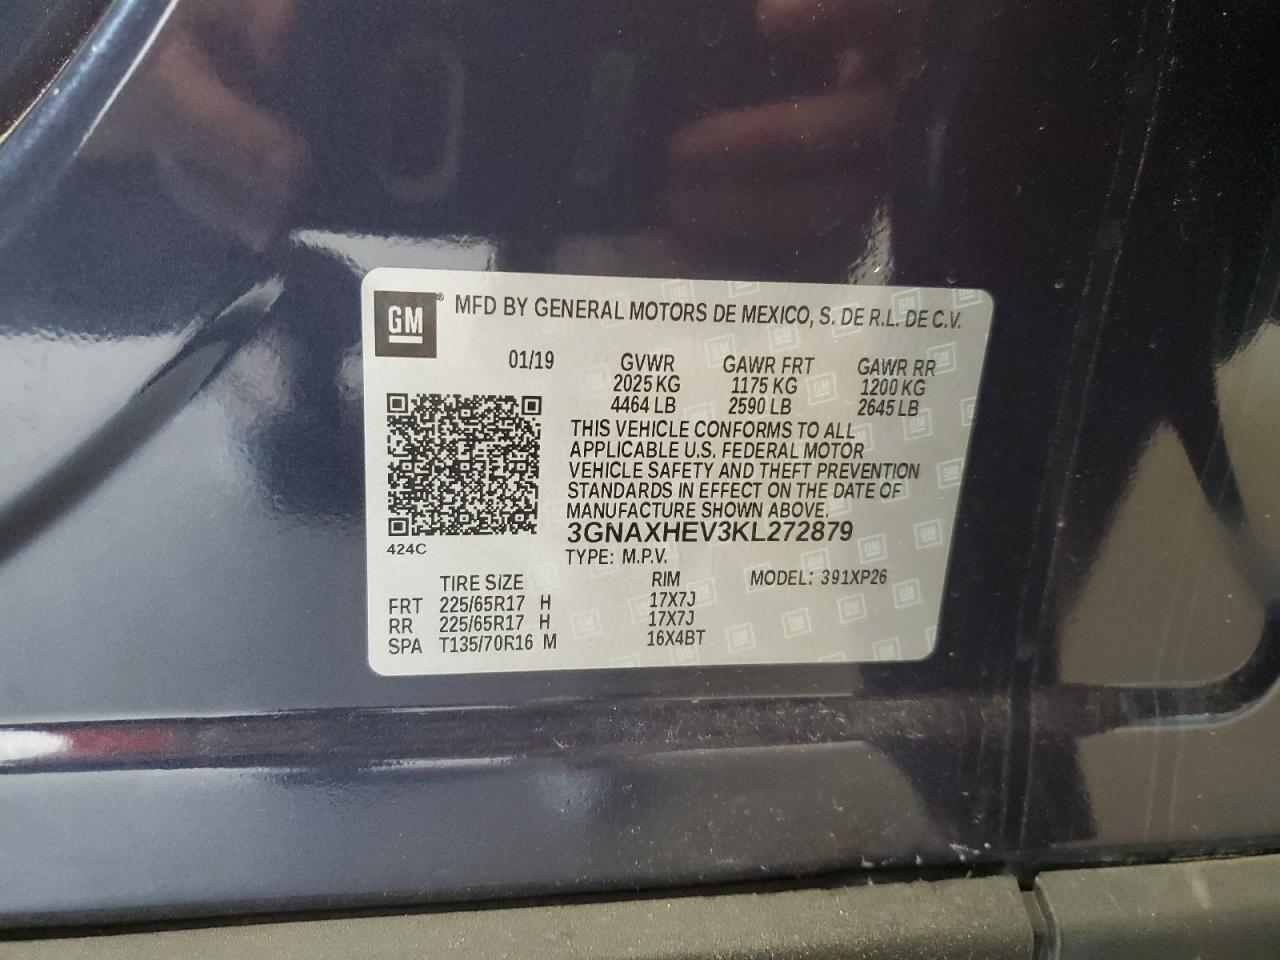 GM ® MFD BY GENERAL MOTORS DE MEXICO, S. DE R.L. DE C.V.
01/19 GVWR GAWR FRT GAWR RR
2025 KG 1175 KG 1200 KG
4464 LB 2590 LB 2645 LB
THIS VEHICLE CONFORMS TO ALL
APPLICABLE U.S. FEDERAL MOTOR
VEHICLE SAFETY AND THEFT PREVENTION
STANDARDS IN EFFECT ON THE DATE OF
MANUFACTURE SHOWN ABOVE.
3GNAXHEV3KL272879
424C
TYPE: M.P.V.
TIRE SIZE RIM MODEL: 391XP26
FRT 225/65R17 H 17X7J
RR 225/65R17 H 17X7J
SPA T135/70R16 M 16X4BT